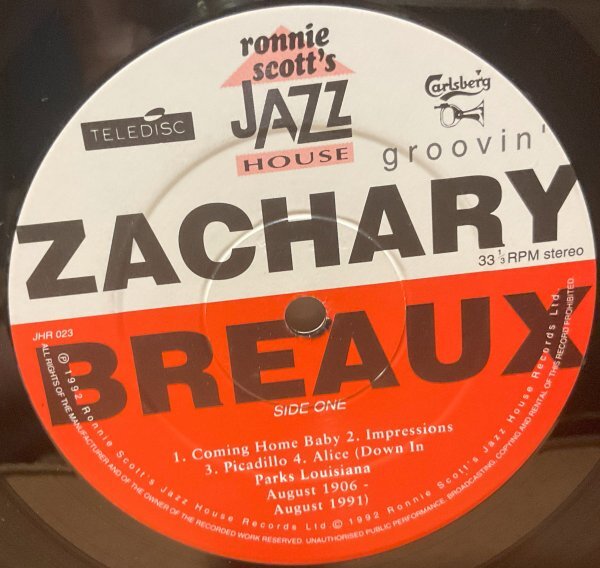 ronnie
scott's
JAZZ
HOUSE
TELEDISC
Carlsberg
groovin'
ZACHARY
33 1/3 RPM stereo
BREAUX
JHR 023
SIDE ONE
1. Coming Home Baby 2. Impressions
3. Picadillo 4. Alice (Down In
Parks Louisiana
August 1906 -
August 1991)
℗ 1992 Ronnie Scott's Jazz House Records Ltd © 1992 Ronnie Scott's Jazz House Records Ltd.
ALL RIGHTS OF THE MANUFACTURER AND OF THE OWNER OF THE RECORDED WORK RESERVED. UNAUTHORISED PUBLIC PERFORMANCE, BROADCASTING, COPYING AND RENTAL OF THIS RECORD PROHIBITED.